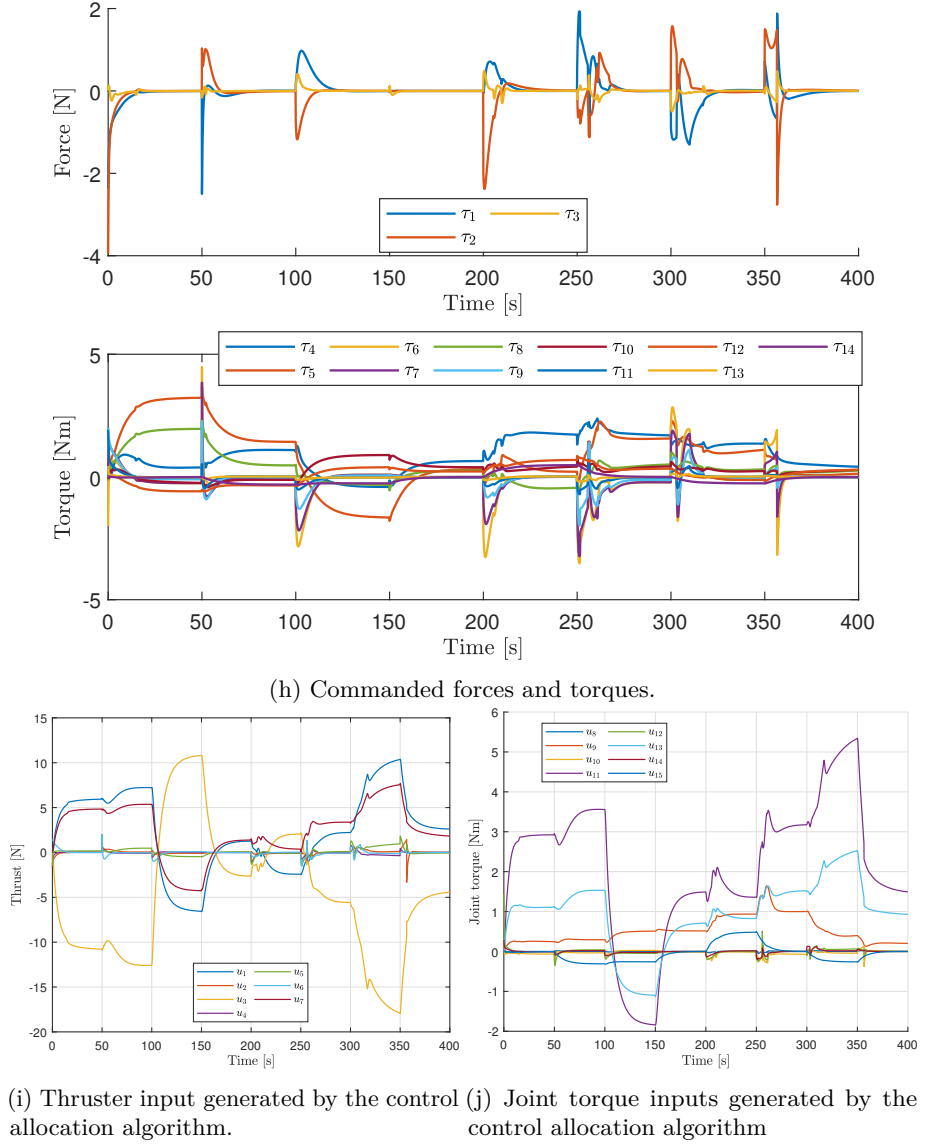 2
0
-2
-4
Force [N]
τ1 τ3
τ2
0 50 100 150 200 250 300 350 400
Time [s]
τ4 τ6 τ8 τ10 τ12 τ14
τ5 τ7 τ9 τ11 τ13
5
0
-5
Torque [Nm]
0 50 100 150 200 250 300 350 400
Time [s]
(h) Commanded forces and torques.
15
10
5
0
-5
-10
-15
-20
Thrust [N]
u1 u5
u2 u6
u3 u7
u4
0 50 100 150 200 250 300 350 400
Time [s]
(i) Thruster input generated by the control
allocation algorithm.
6
5
4
3
2
1
0
-1
-2
Joint torque [Nm]
u8 u12
u9 u13
u10 u14
u11 u15
0 50 100 150 200 250 300 350 400
Time [s]
(j) Joint torque inputs generated by the
control allocation algorithm